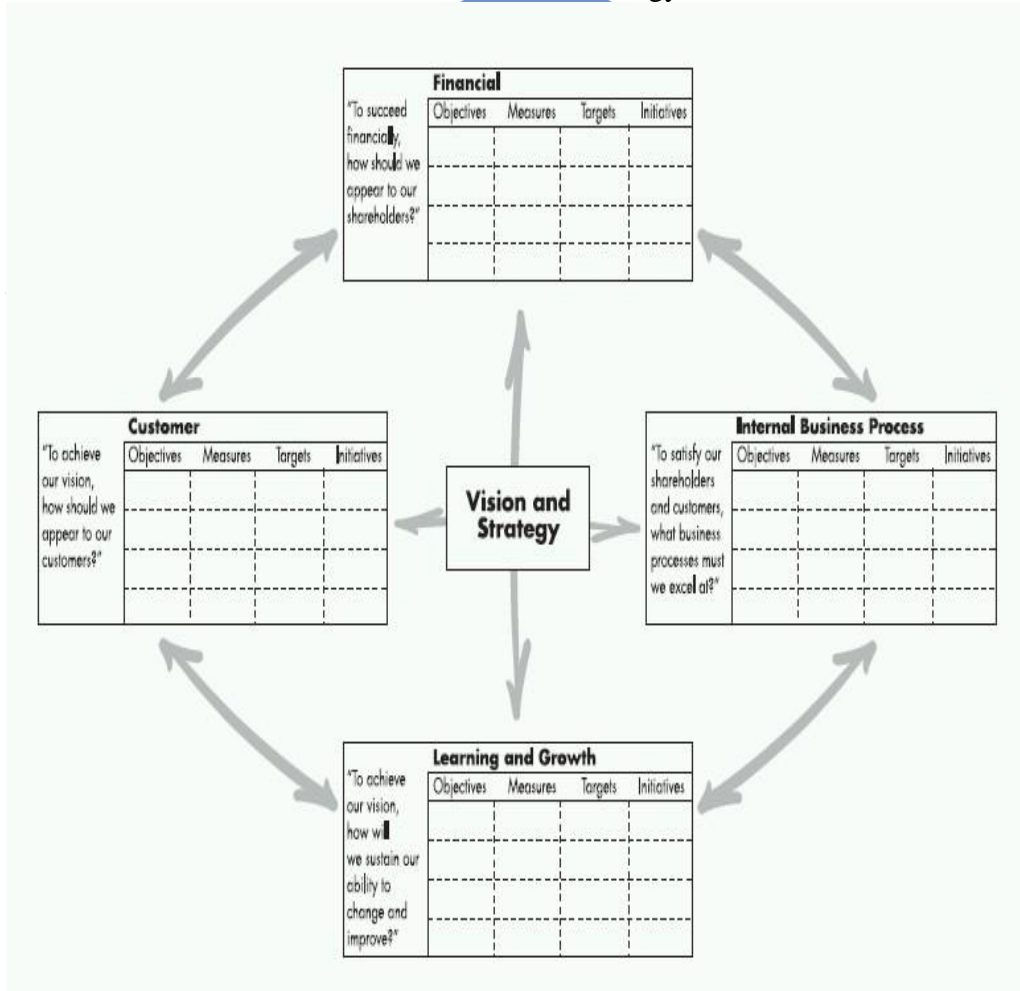 Financial
"To succeed
financially,
how should we
appear to our
shareholders?"
Objectives Measures Targets Initiatives
Customer
"To achieve
our vision,
how should we
appear to our
customers?"
Objectives Measures Targets Initiatives
Vision and
Strategy
Internal Business Process
"To satisfy our
shareholders
and customers,
what business
processes must
we excel at?"
Objectives Measures Targets Initiatives
Learning and Growth
"To achieve
our vision,
how will
we sustain our
ability to
change and
improve?"
Objectives Measures Targets Initiatives